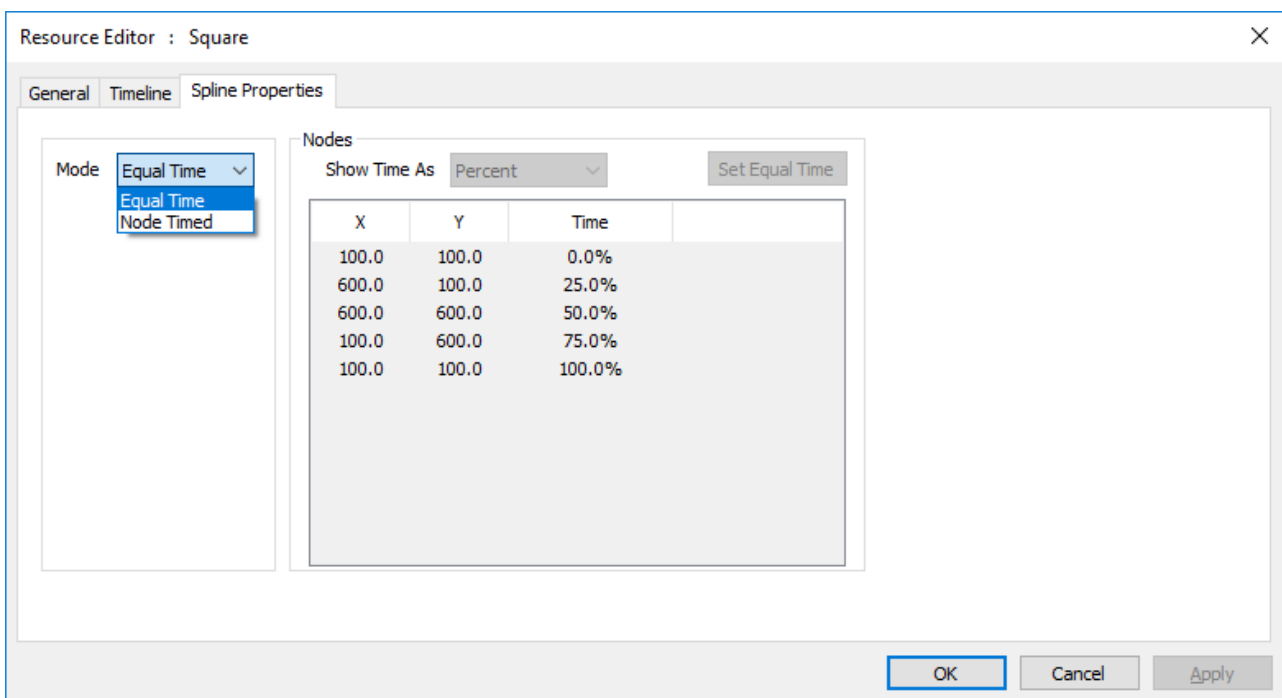 Resource Editor : Square
General Timeline Spline Properties
Mode Equal Time
Equal Time
Node Timed
Nodes
Show Time As Percent Set Equal Time
X Y Time
100.0 100.0 0.0%
600.0 100.0 25.0%
600.0 600.0 50.0%
100.0 600.0 75.0%
100.0 100.0 100.0%
OK Cancel Apply